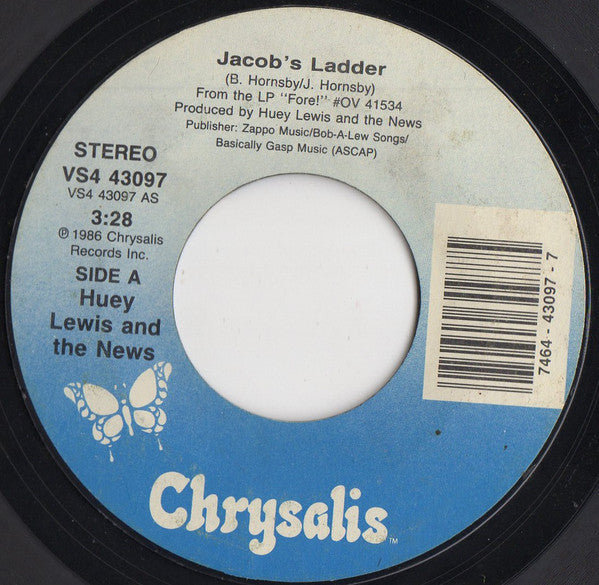 Jacob's Ladder
(B. Hornsby/J. Hornsby)
From the LP "Fore!" #OV 41534
Produced by Huey Lewis and the News
Publisher: Zappo Music/Bob-A-Lew Songs/
Basically Gasp Music (ASCAP)
STEREO
VS4 43097
VS4 43097 AS
3:28
℗ 1986 Chrysalis
Records Inc.
SIDE A
Huey
Lewis and
the News
7464 - 43097 - 7
Chrysalis™